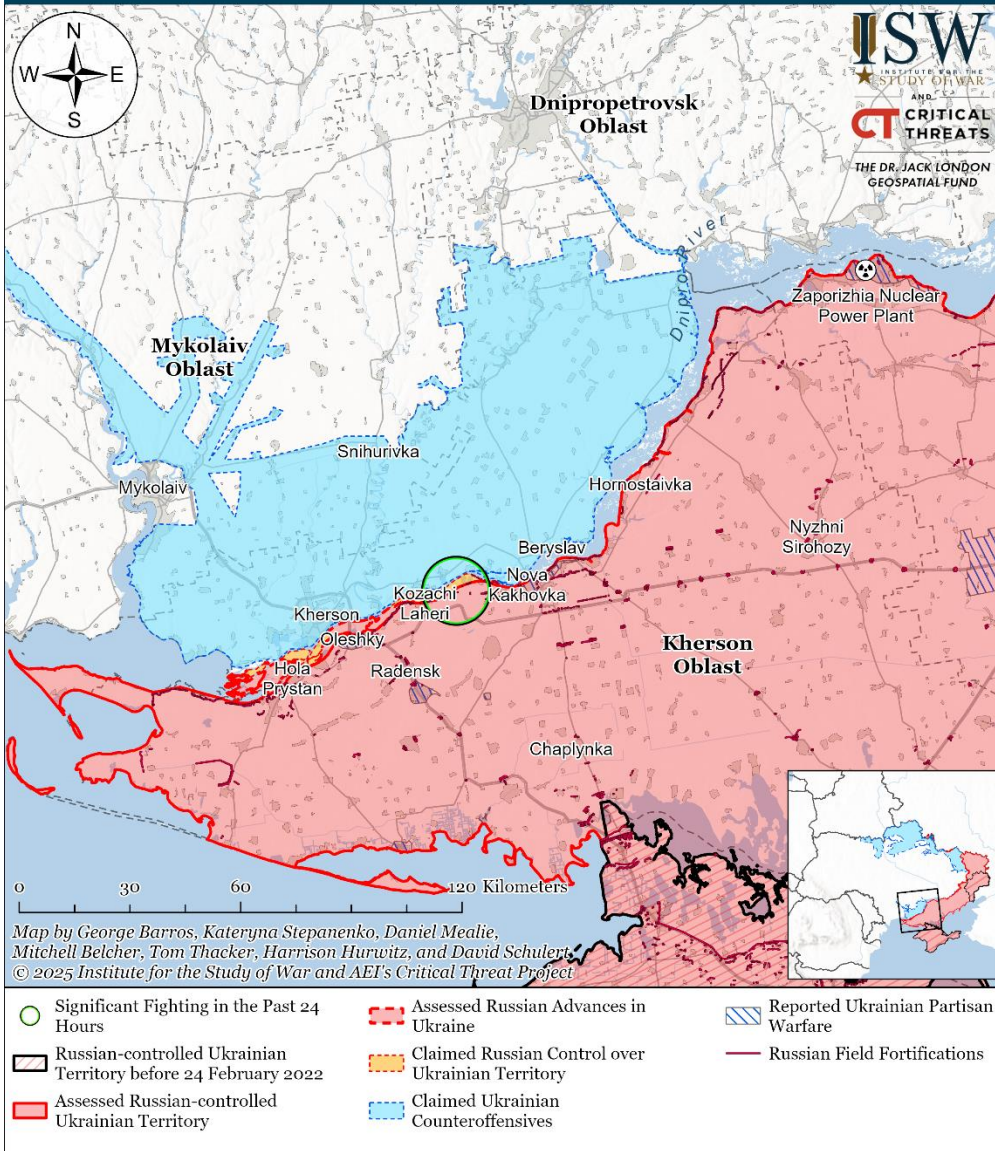 N
W E
S
ISW
INSTITUTE FOR THE
STUDY OF WAR
AND
CT CRITICAL
THREATS
THE DR. JACK LONDON
GEOSPATIAL FUND
Dnipropetrovsk
Oblast
Dnipro River
Zaporizhia Nuclear
Power Plant
Mykolaiv
Oblast
Snihurivka
Mykolaiv
Hornostaivka
Nyzhni
Sirohozy
Beryslav
Nova
Kakhovka
Kozachi
Laheri
Kherson
Oleshky
Kherson
Oblast
Hola
Prystan
Radensk
Chaplynka
0 30 60 120 Kilometers
Map by George Barros, Kateryna Stepanenko, Daniel Mealie,
Mitchell Belcher, Tom Thacker, Harrison Hurwitz, and David Schulert
© 2025 Institute for the Study of War and AEI's Critical Threat Project
Significant Fighting in the Past 24
Hours
Russian-controlled Ukrainian
Territory before 24 February 2022
Assessed Russian-controlled
Ukrainian Territory
Assessed Russian Advances in
Ukraine
Claimed Russian Control over
Ukrainian Territory
Claimed Ukrainian
Counteroffensives
Reported Ukrainian Partisan
Warfare
Russian Field Fortifications